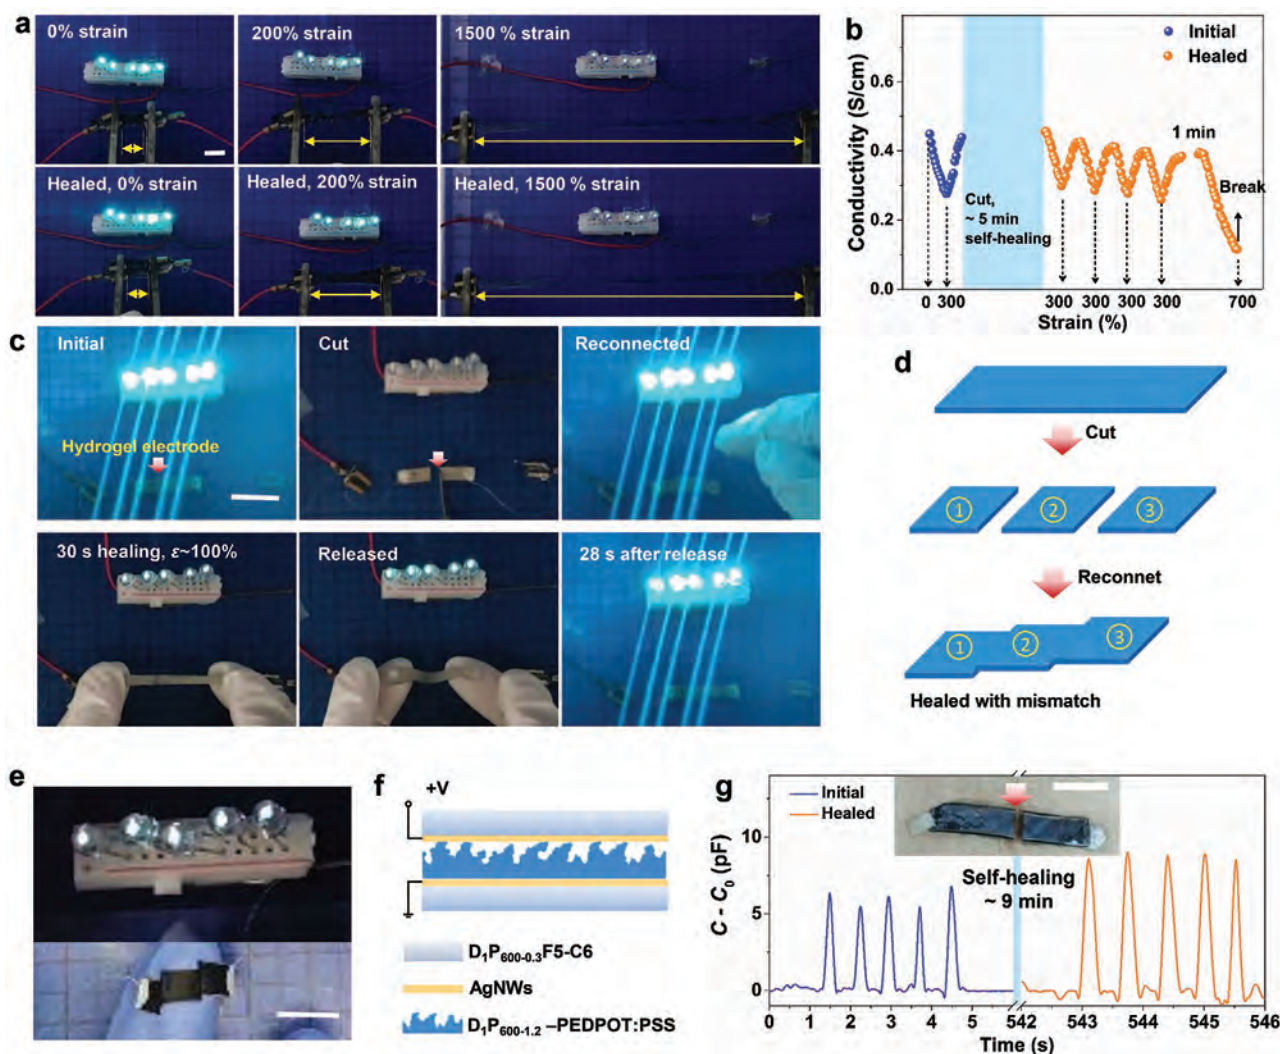 a
0% strain
200% strain
1500 % strain
Healed, 0% strain
Healed, 200% strain
Healed, 1500 % strain
b
Conductivity (S/cm)
0.6
0.4
0.2
0.0
Initial
Healed
Cut,
~ 5 min
self-healing
1 min
Break
0 300 300 300 300 300 700
Strain (%)
c
Initial
Hydrogel electrode
Cut
Reconnected
30 s healing, ε~100%
Released
28 s after release
d
Cut
1 2 3
Reconnet
1 2 3
Healed with mismatch
e
f
+V
D₁P₆₀₀₋₀.₃F5-C6
AgNWs
D₁P₆₀₀₋₁.₂ –PEDPOT:PSS
g
Initial
Healed
C - C₀ (pF)
10
5
0
Self-healing
~ 9 min
0 1 2 3 4 5 542 543 544 545 546
Time (s)